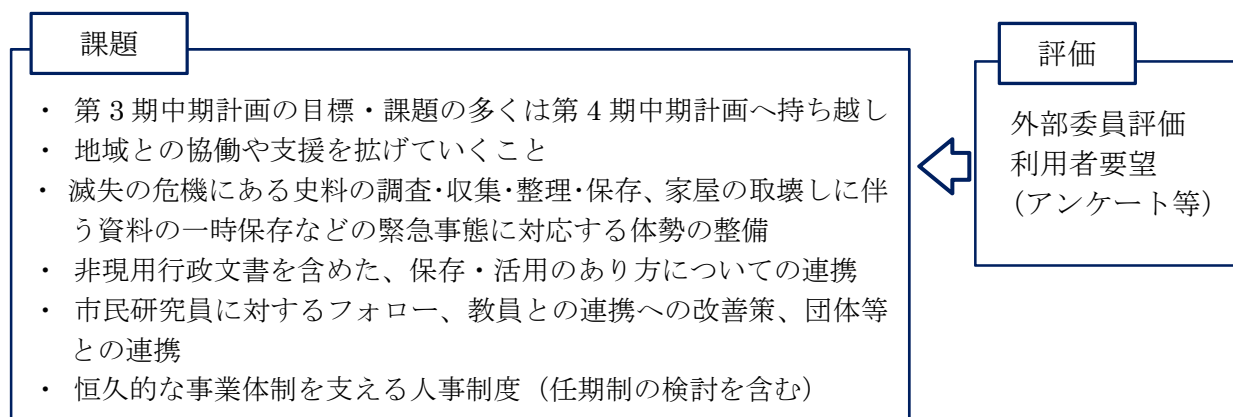 課題
・ 第 3 期中期計画の目標・課題の多くは第 4 期中期計画へ持ち越し
・ 地域との協働や支援を拡げていくこと
・ 滅失の危機にある史料の調査･収集･整理･保存、家屋の取壊しに伴
う資料の一時保存などの緊急事態に対応する体勢の整備
・ 非現用行政文書を含めた、保存・活用のあり方についての連携
・ 市民研究員に対するフォロー、教員との連携への改善策、団体等
との連携
・ 恒久的な事業体制を支える人事制度（任期制の検討を含む）
評価
外部委員評価
利用者要望
（アンケート等）